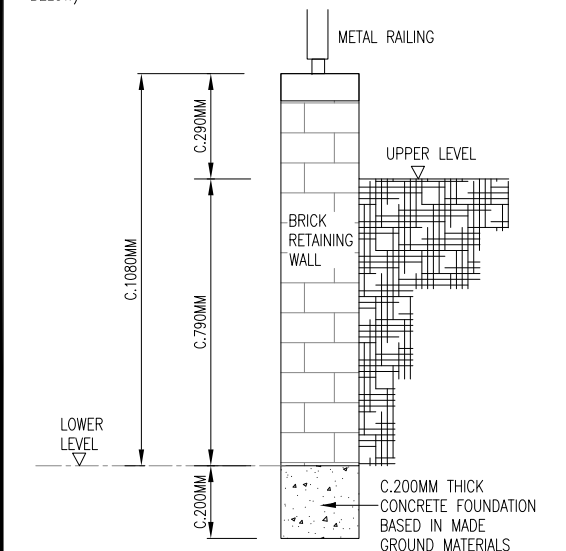 METAL RAILING
C.290MM
UPPER LEVEL
BRICK
RETAINING
WALL
C.1080MM
C.790MM
LOWER
LEVEL
C.200MM
C.200MM THICK
CONCRETE FOUNDATION
BASED IN MADE
GROUND MATERIALS